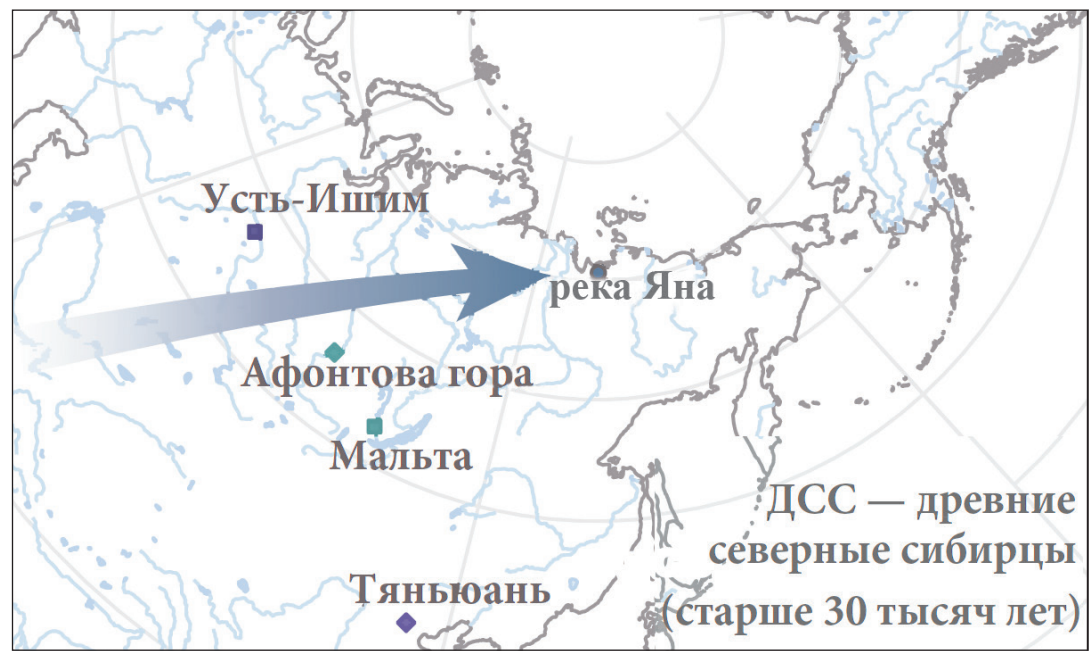 Усть-Ишим
река Яна
Афонтова гора
Мальта
ДСС — древние
северные сибирцы
(старше 30 тысяч лет)
Тяньюань